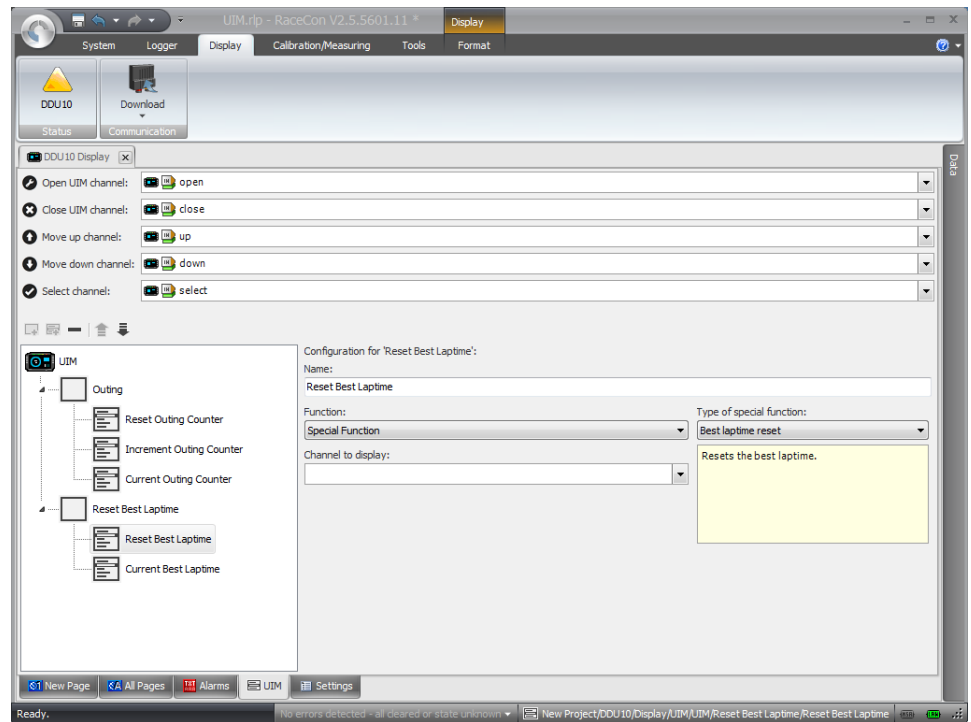 UIM.rlp - RaceCon V2.5.5601.11 *
Display
System Logger Display Calibration/Measuring Tools Format
DDU10
Download
Status
Communication
DDU10 Display
Data
Open UIM channel: open
Close UIM channel: close
Move up channel: up
Move down channel: down
Select channel: select
UIM
Outing
Reset Outing Counter
Increment Outing Counter
Current Outing Counter
Reset Best Laptime
Reset Best Laptime
Current Best Laptime
Configuration for 'Reset Best Laptime':
Name:
Reset Best Laptime
Function:
Special Function
Type of special function:
Best laptime reset
Channel to display:
Resets the best laptime.
New Page All Pages Alarms UIM Settings
Ready.
No errors detected - all cleared or state unknown
New Project/DDU10/Display/UIM/UIM/Reset Best Laptime/Reset Best Laptime